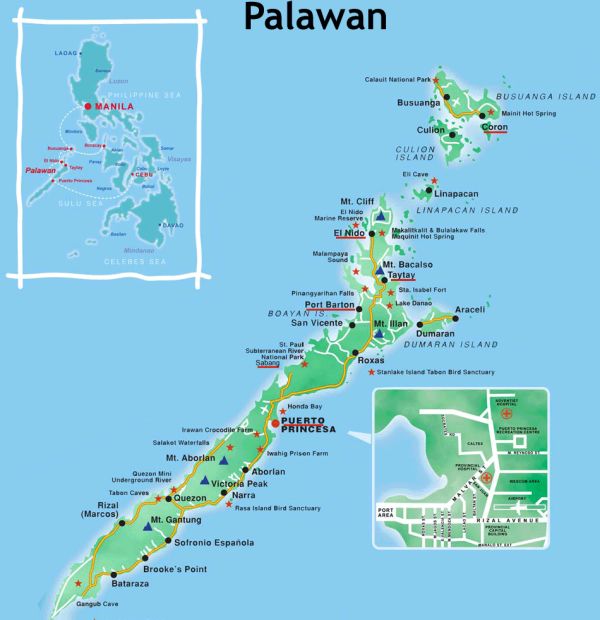 Palawan
LAOAG
Luzon
PHILIPPINE SEA
MANILA
Mindoro
Busuanga
Boracay
El Nido
Taytay
Palawan
Puerto Princesa
Panay
Samar
Visayas
Leyte
CEBU
Bohol
Negros
SULU SEA
DAVAO
Basilan
Mindanao
CELEBES SEA
Calauit National Park
Busuanga
BUSUANGA ISLAND
Mainit Hot Spring
Coron
Culion
CULION
ISLAND
Eli Cave
Linapacan
LINAPACAN ISLAND
Mt. Cliff
El Nido
Marine Reserve
El Nido
Makalitkalit & Bulalakaw Falls
Maquinit Hot Spring
Malampaya
Sound
Mt. Bacalso
Taytay
Pinangyarihan Falls
Sta. Isabel Fort
Port Barton
Lake Danao
BOAYAN IS.
San Vicente
Mt. Illan
Araceli
Dumaran
DUMARAN ISLAND
St. Paul
Subterranean River
National Park
Sabang
Roxas
Stanlake Island Tabon Bird Sanctuary
Honda Bay
PUERTO
PRINCESA
Irawan Crocodile Farm
Salakot Waterfalls
Iwahig Prison Farm
Mt. Aborlan
Aborlan
Quezon Mini
Underground River
Victoria Peak
Tabon Caves
Quezon
Narra
Rasa Island Bird Sanctuary
Rizal
(Marcos)
Mt. Gantung
Sofronio Española
Brooke's Point
Bataraza
Gangub Cave
ADVENTIST
HOSPITAL
PUERTO PRINCESA
RECREATION CENTRE
CALTEX
PROVINCIAL
HOSPITAL
MALVAR ST
AIRPORT
PORT
AREA
RIZAL AVENUE
PROVINCIAL
CAPITAL
BUILDING